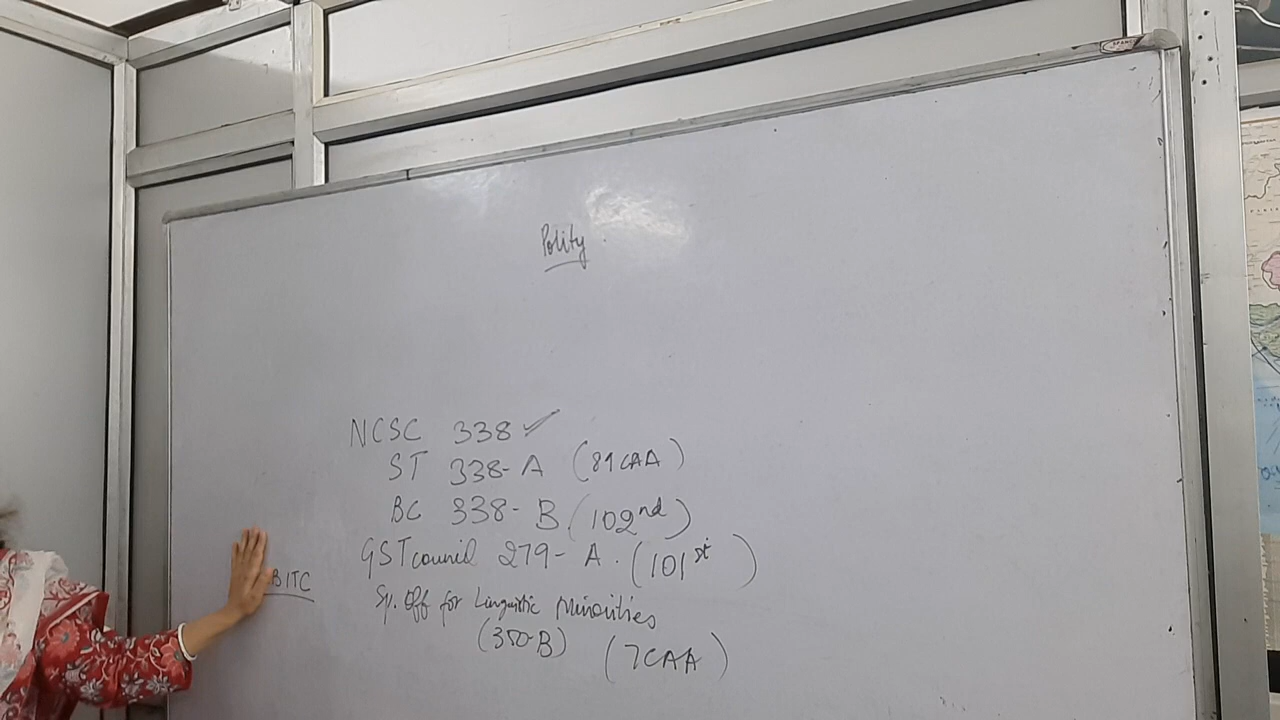 Polity
NCSC 338 ✓
ST 338-A (89 CAA)
BC 338-B (102nd)
GST council 279-A. (101st)
BITC
Sp. Off for Linguistic Minorities
(350-B) (7CAA)